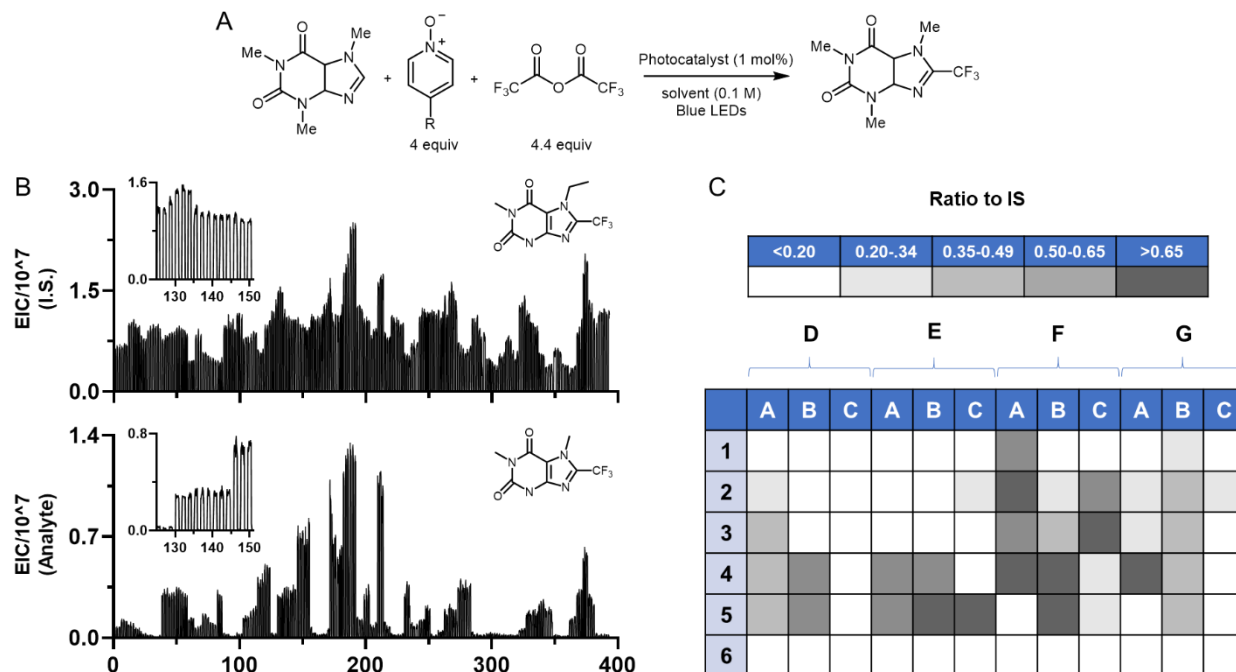 A
O
Me
Me
N
N
O
N
N
Me
+
O−
N+
R
4 equiv
+
O
O
F3C
O
CF3
4.4 equiv
Photocatalyst (1 mol%)
solvent (0.1 M)
Blue LEDs
O
Me
Me
N
N
CF3
O
N
N
Me
B
EIC/10^7
(I.S.)
3.0
1.5
0.0
1.6
0.0
130 140 150
O
N
N
CF3
O
N
N
EIC/10^7
(Analyte)
1.4
0.7
0.0
0.8
0.0
130 140 150
O
N
N
CF3
O
N
N
0 100 200 300 400
C
Ratio to IS
<0.20 0.20-.34 0.35-0.49 0.50-0.65 >0.65
D E F G
A B C A B C A B C A B C
1
2
3
4
5
6